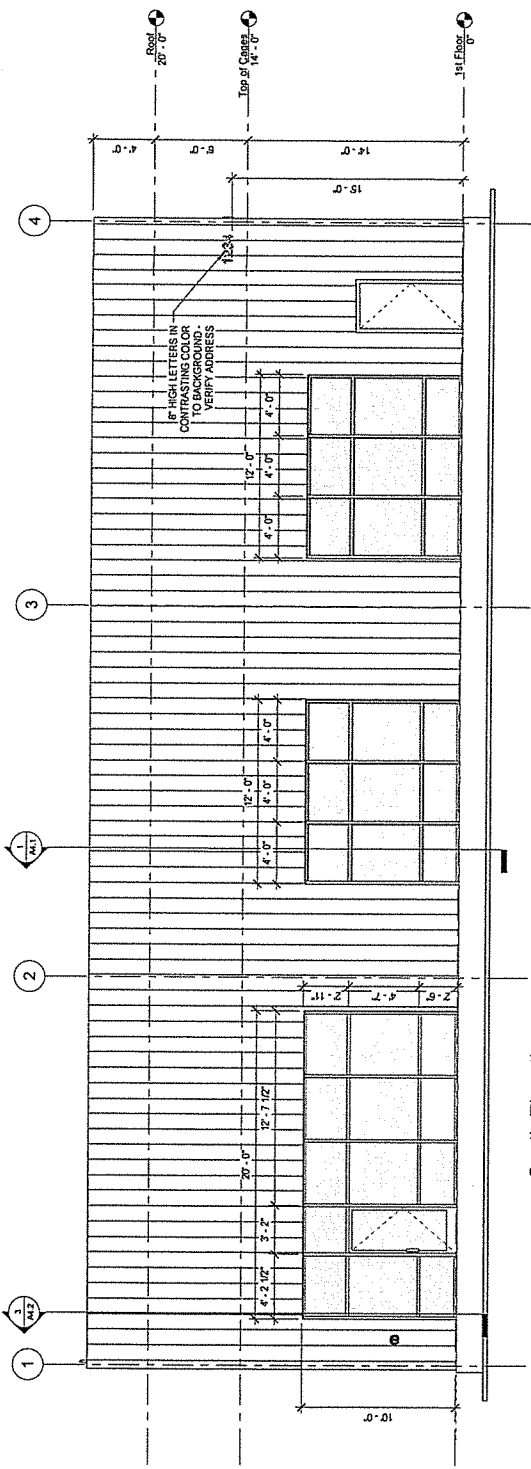 1
2
3
4
3
A4.2
1
A4.1
Roof
20' - 0"
Top of Cages
14' - 0"
1st Floor
0"
4' - 0"
6' - 0"
14' - 0"
15' - 0"
8" HIGH LETTERS IN
CONTRASTING COLOR
TO BACKGROUND -
VERIFY ADDRESS
1234
20' - 0"
4' - 2 1/2"
3' - 2"
12' - 7 1/2"
2' - 11"
4' - 7"
2' - 6"
10' - 0"
12' - 0"
4' - 0"
4' - 0"
4' - 0"
12' - 0"
4' - 0"
4' - 0"
4' - 0"